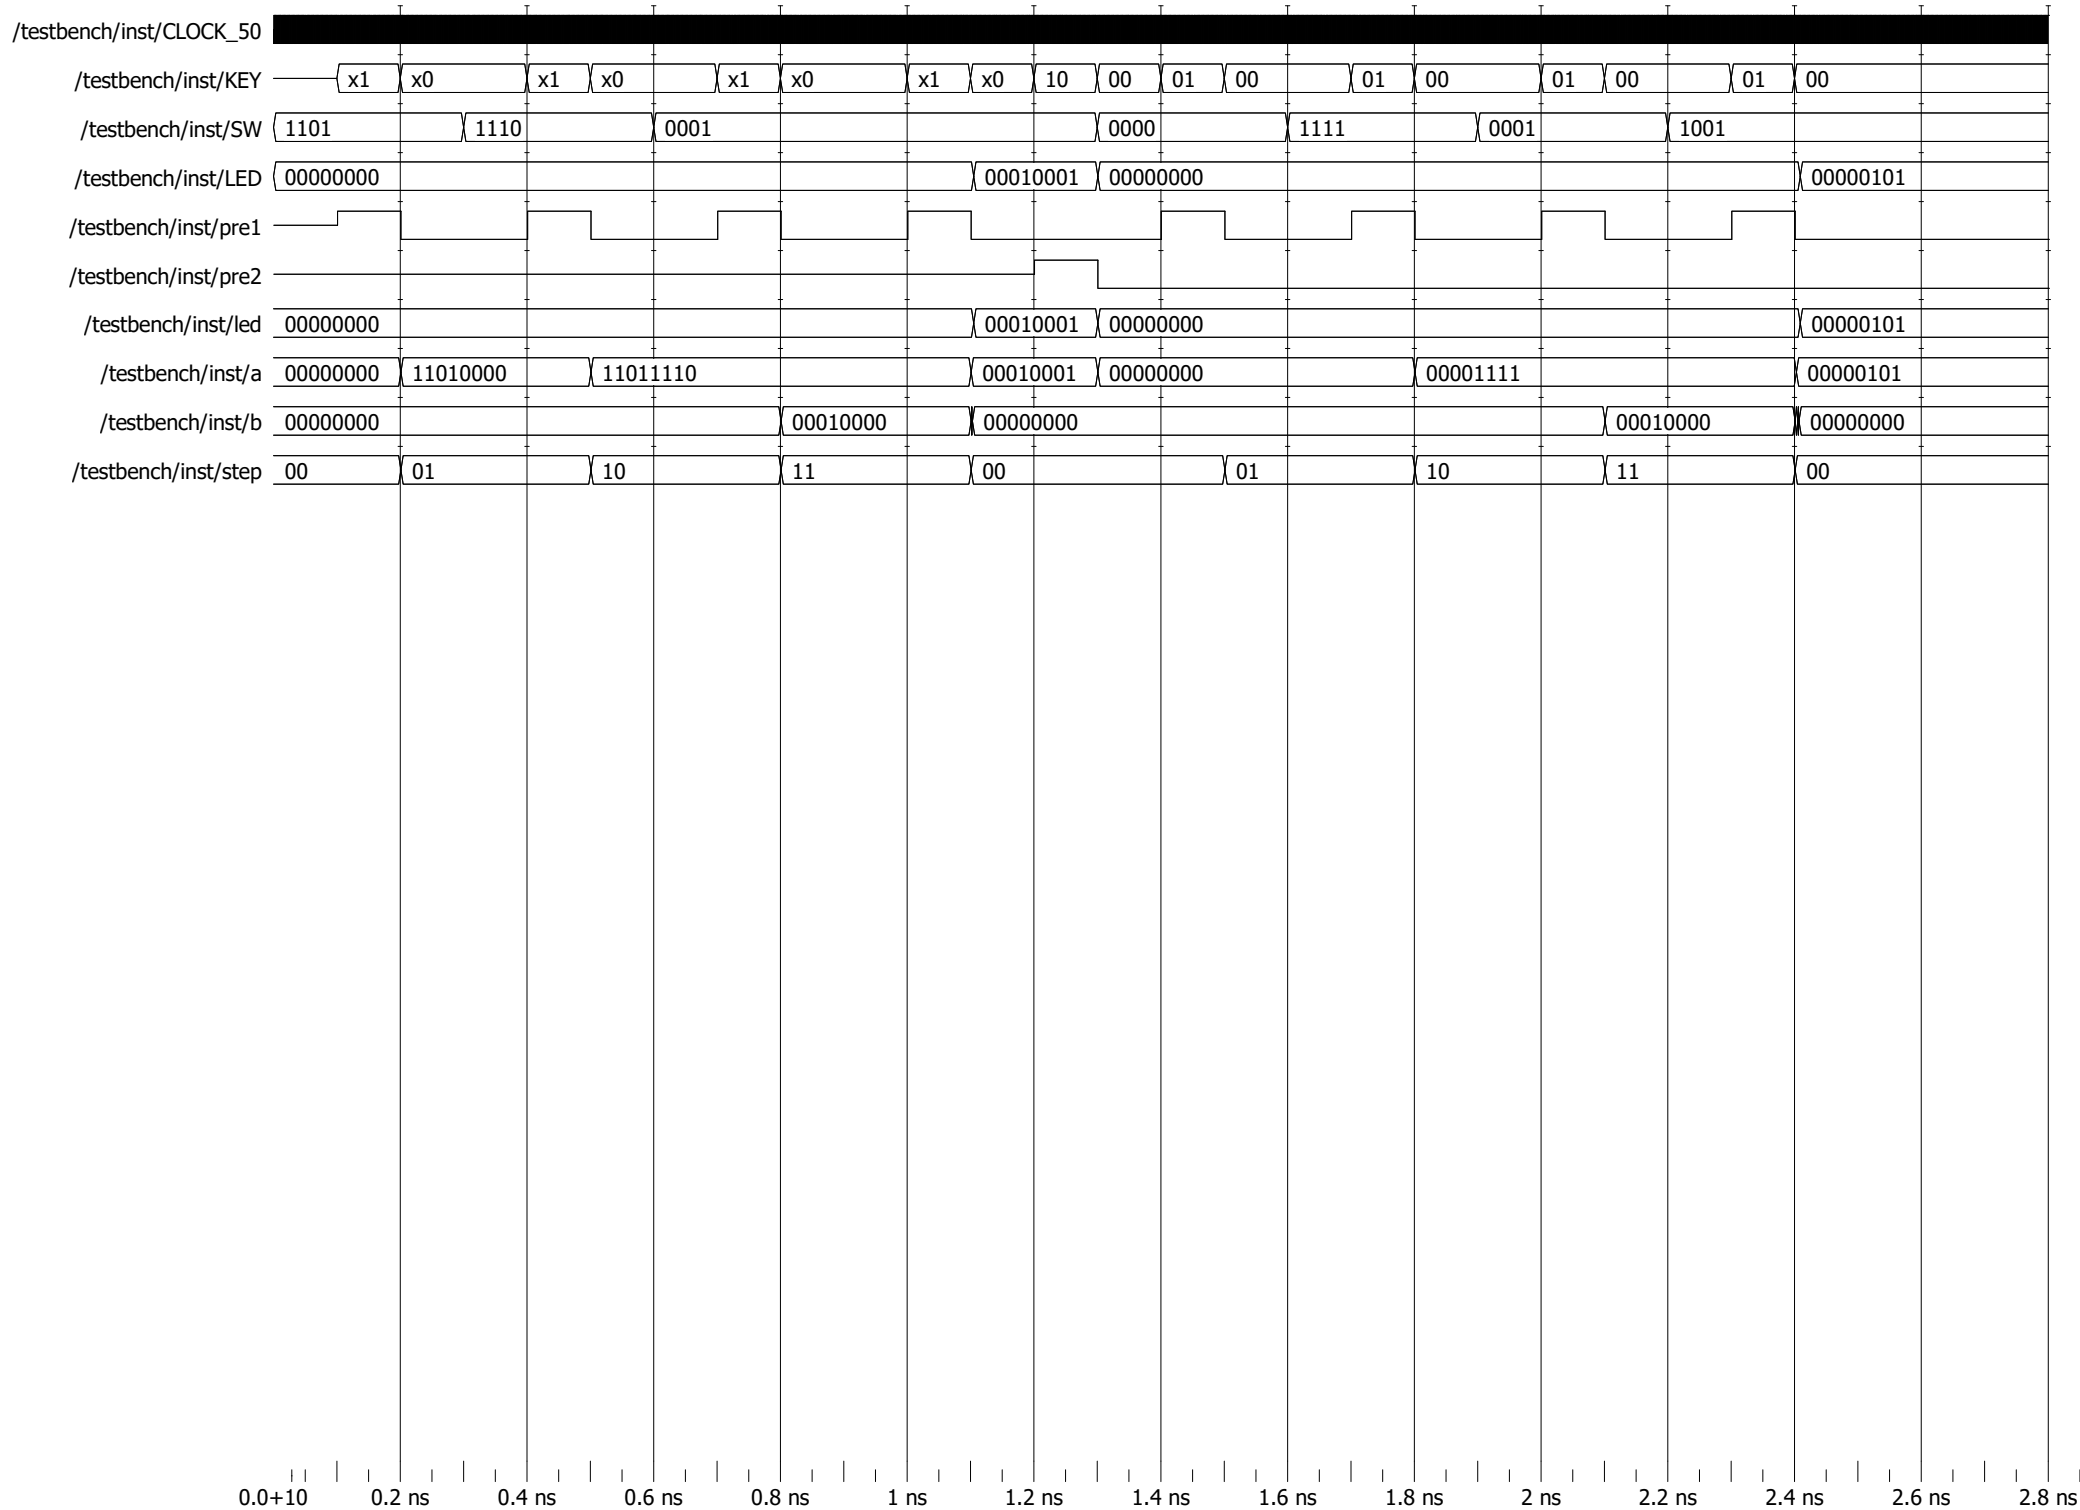 /testbench/inst/CLOCK_50
/testbench/inst/KEY x1 x0 x1 x0 x1 x0 x1 x0 10 00 01 00 01 00 01 00 01 00
/testbench/inst/SW 1101 1110 0001 0000 1111 0001 1001
/testbench/inst/LED 00000000 00010001 00000000 00000101
/testbench/inst/pre1
/testbench/inst/pre2
/testbench/inst/led 00000000 00010001 00000000 00000101
/testbench/inst/a 00000000 11010000 11011110 00010001 00000000 00001111 00000101
/testbench/inst/b 00000000 00010000 00000000 00010000 00000000
/testbench/inst/step 00 01 10 11 00 01 10 11 00
0.0+10 0.2 ns 0.4 ns 0.6 ns 0.8 ns 1 ns 1.2 ns 1.4 ns 1.6 ns 1.8 ns 2 ns 2.2 ns 2.4 ns 2.6 ns 2.8 ns